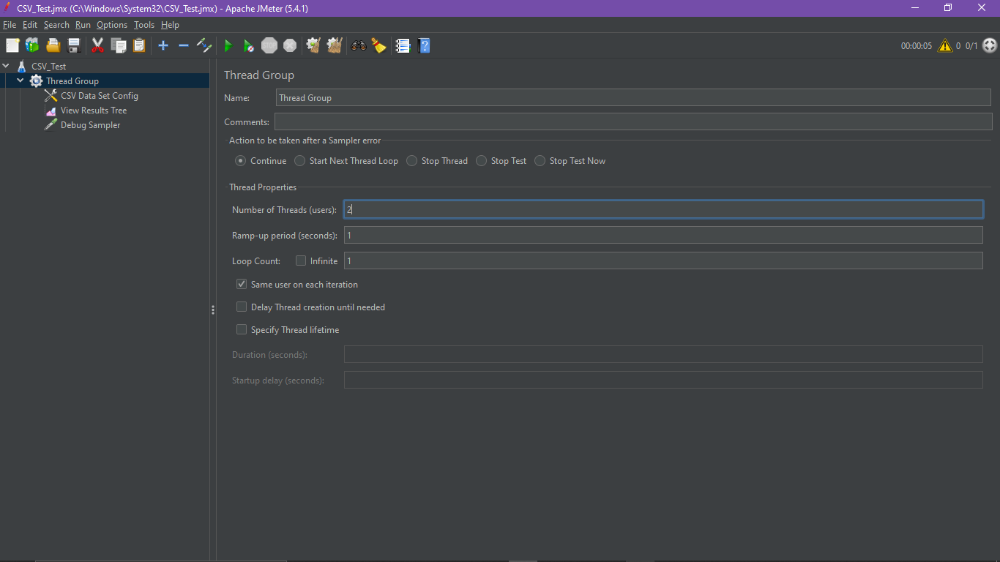 CSV_Test.jmx (C:\Windows\System32\CSV_Test.jmx) - Apache JMeter (5.4.1)
File Edit Search Run Options Tools Help
STOP
00:00:05 0 0/1
CSV_Test
Thread Group
CSV Data Set Config
View Results Tree
Debug Sampler
Thread Group
Name: Thread Group
Comments:
Action to be taken after a Sampler error
Continue Start Next Thread Loop Stop Thread Stop Test Stop Test Now
Thread Properties
Number of Threads (users): 2
Ramp-up period (seconds): 1
Loop Count: Infinite 1
Same user on each iteration
Delay Thread creation until needed
Specify Thread lifetime
Duration (seconds):
Startup delay (seconds):